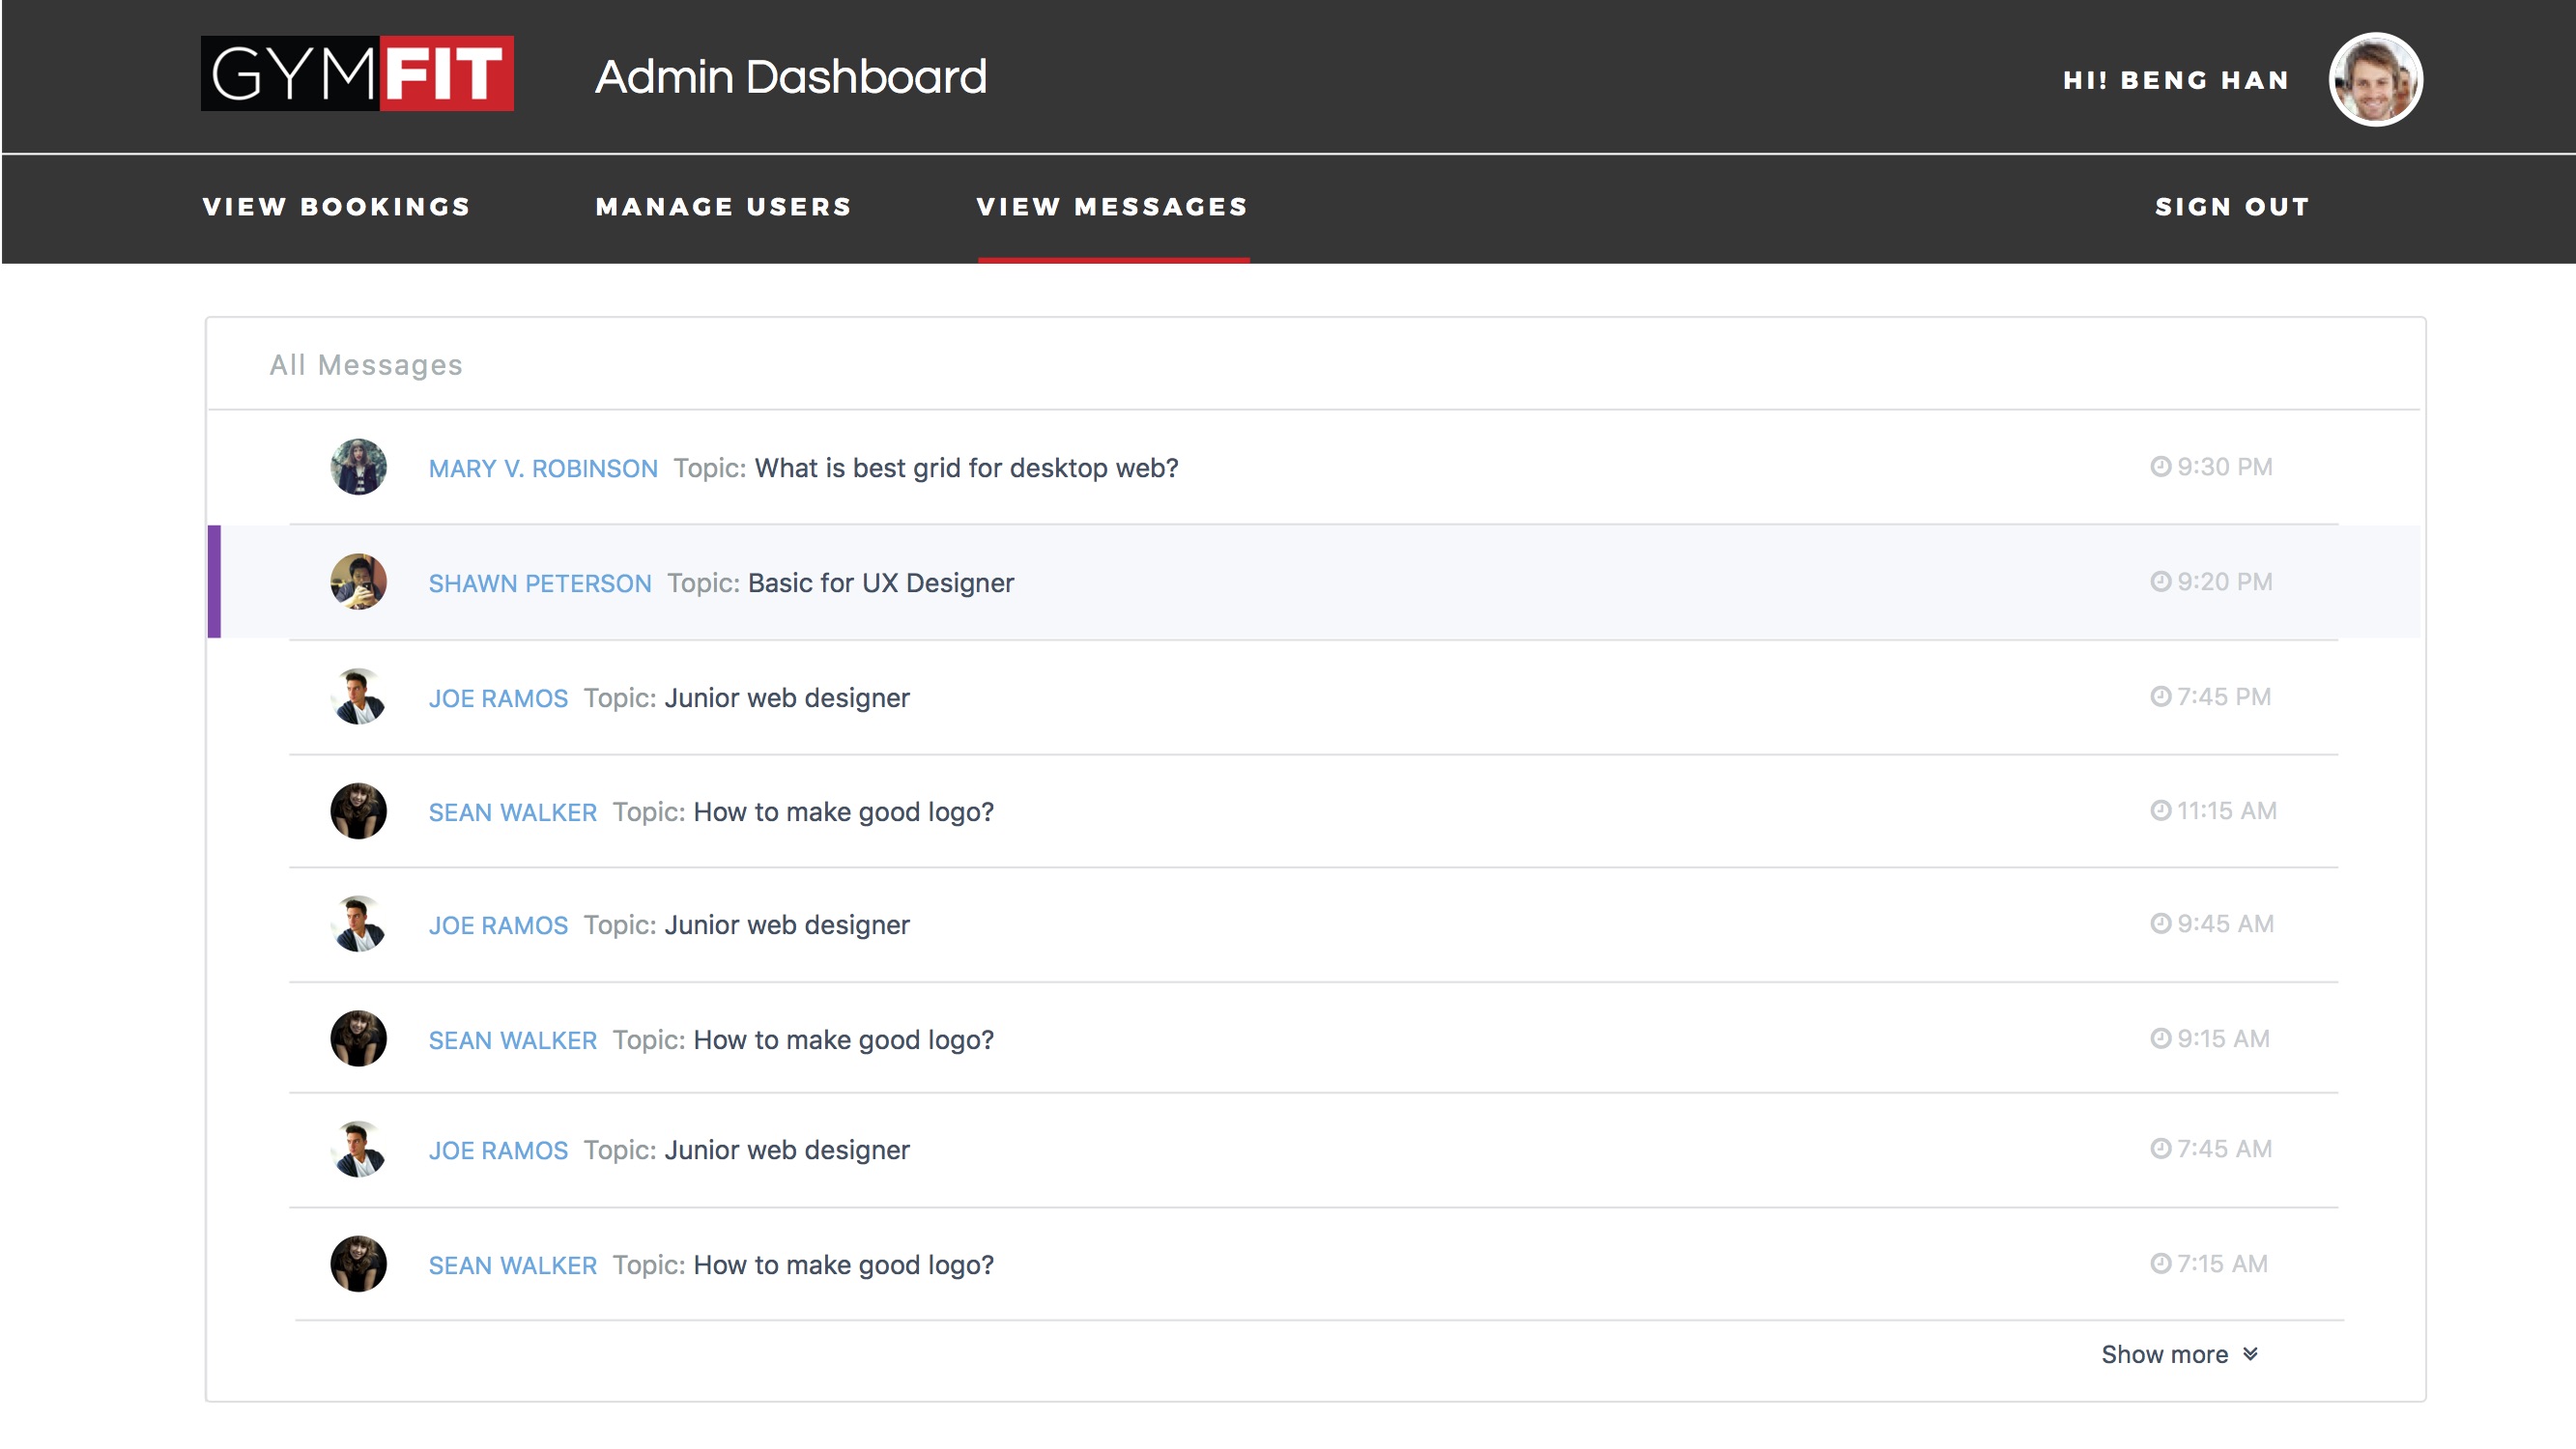 GYMFIT Admin Dashboard HI! BENG HAN
VIEW BOOKINGS MANAGE USERS VIEW MESSAGES SIGN OUT
All Messages
MARY V. ROBINSON Topic: What is best grid for desktop web? 9:30 PM
SHAWN PETERSON Topic: Basic for UX Designer 9:20 PM
JOE RAMOS Topic: Junior web designer 7:45 PM
SEAN WALKER Topic: How to make good logo? 11:15 AM
JOE RAMOS Topic: Junior web designer 9:45 AM
SEAN WALKER Topic: How to make good logo? 9:15 AM
JOE RAMOS Topic: Junior web designer 7:45 AM
SEAN WALKER Topic: How to make good logo? 7:15 AM
Show more